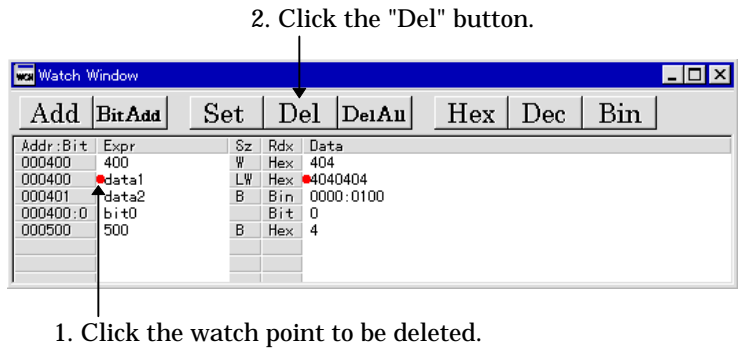 2. Click the "Del" button.
WCH Watch Window
Add BitAdd Set Del DelAll Hex Dec Bin
Addr:Bit Expr Sz Rdx Data
000400 400 W Hex 404
000400 data1 LW Hex 4040404
000401 data2 B Bin 0000:0100
000400:0 bit0 Bit 0
000500 500 B Hex 4
1. Click the watch point to be deleted.